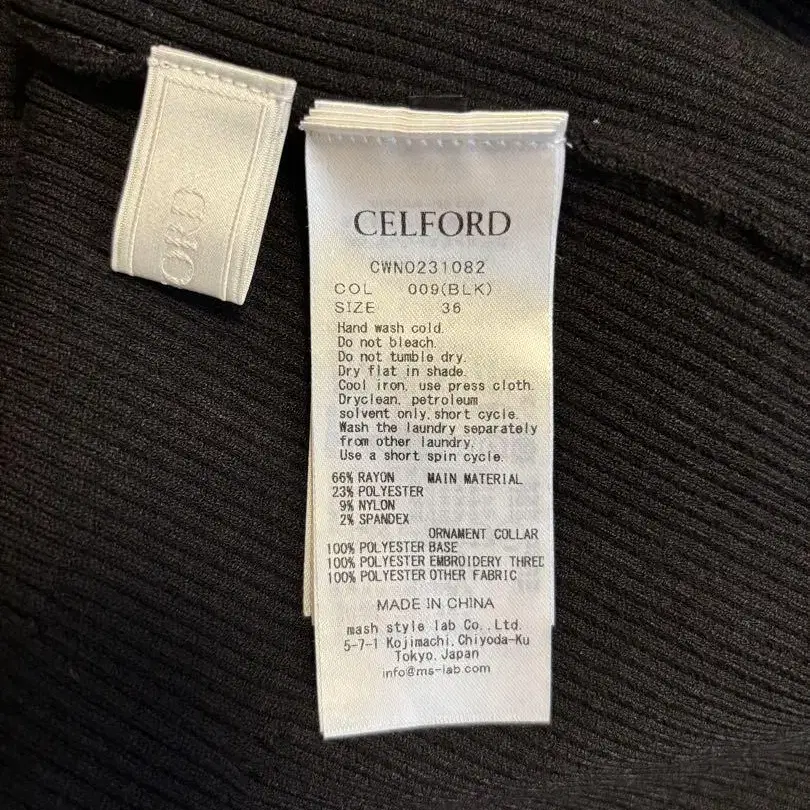 ORD
CELFORD
CWNO231082
COL 009(BLK)
SIZE 36
Hand wash cold.
Do not bleach.
Do not tumble dry.
Dry flat in shade.
Cool iron, use press cloth.
Dryclean, petroleum
solvent only, short cycle.
Wash the laundry separately
from other laundry.
Use a short spin cycle.
66% RAYON MAIN MATERIAL
23% POLYESTER
9% NYLON
2% SPANDEX
ORNAMENT COLLAR
100% POLYESTER BASE
100% POLYESTER EMBROIDERY THRED
100% POLYESTER OTHER FABRIC
MADE IN CHINA
mash style lab Co., Ltd.
5-7-1 Kojimachi, Chiyoda-Ku
Tokyo, Japan
info@ms-lab.com